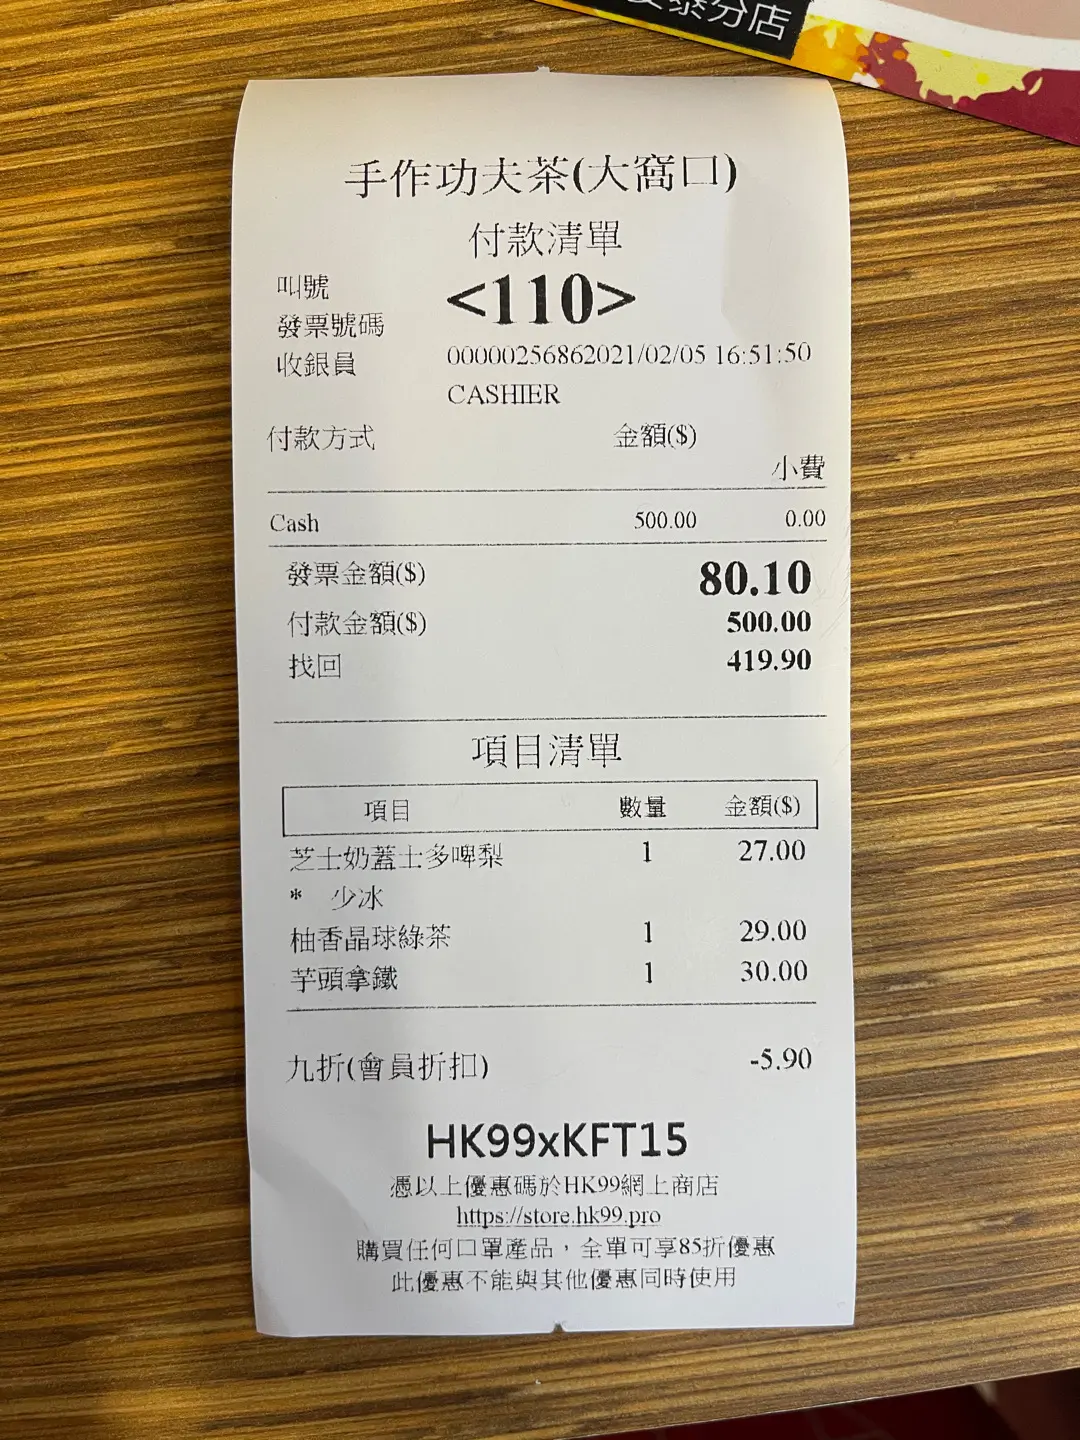 泰分店
手作功夫茶(大窩口)
付款清單
叫號 <110>
發票號碼
00000256862021/02/05 16:51:50
收銀員
CASHIER
付款方式 金額($)
小費
Cash 500.00 0.00
發票金額($) 80.10
付款金額($) 500.00
找回 419.90
項目清單
項目 數量 金額($)
芝士奶蓋士多啤梨 1 27.00
* 少冰
柚香晶球綠茶 1 29.00
芋頭拿鐵 1 30.00
九折(會員折扣) -5.90
HK99xKFT15
憑以上優惠碼於HK99網上商店
https://store.hk99.pro
購買任何口罩產品，全單可享85折優惠
此優惠不能與其他優惠同時使用